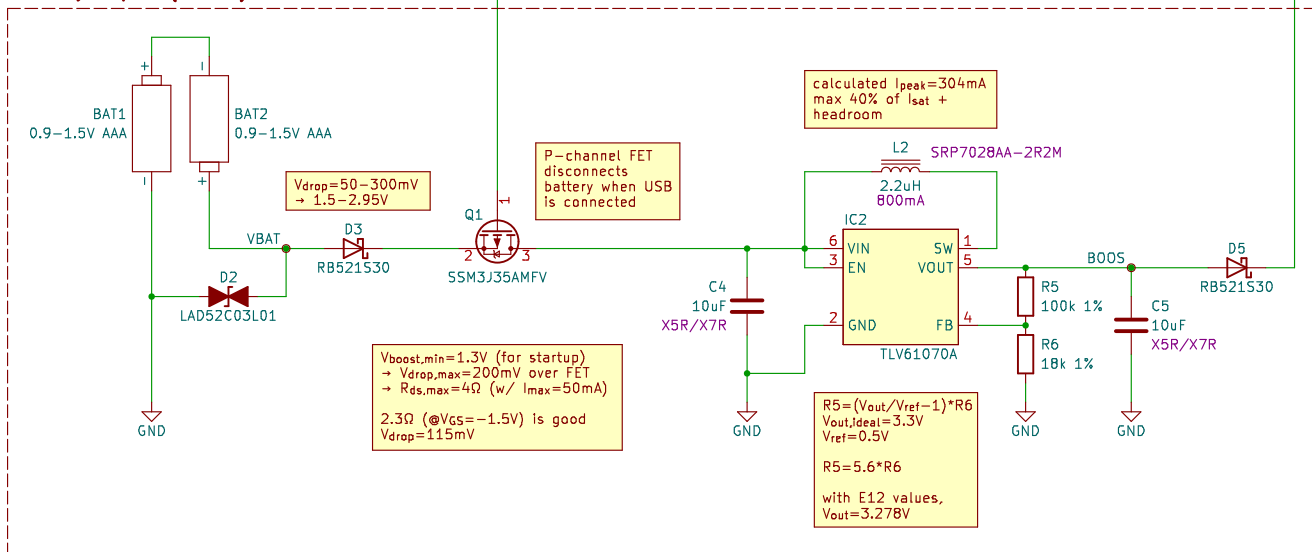 calculated Ipeak=304mA
max 40% of Isat +
headroom
+
-
BAT1
0.9-1.5V AAA
-
BAT2
0.9-1.5V AAA
+
-
L2
SRP7028AA-2R2M
2.2uH
800mA
P-channel FET
disconnects
battery when USB
is connected
Vdrop=50-300mV
→ 1.5-2.95V
1
Q1
2
3
SSM3J35AMFV
VBAT
D3
RB521S30
D2
LAD52C03L01
IC2
6
VIN
SW
1
3
EN
VOUT
5
2
GND
FB
4
TLV61070A
C4
10uF
X5R/X7R
BOOS
D5
RB521S30
R5
100k 1%
R6
18k 1%
C5
10uF
X5R/X7R
Vboost,min=1.3V (for startup)
→ Vdrop,max=200mV over FET
→ Rds,max=4Ω (w/ Imax=50mA)
2.3Ω (@VGS=-1.5V) is good
Vdrop=115mV
R5=(Vout/Vref-1)*R6
Vout,ideal=3.3V
Vref=0.5V
R5=5.6*R6
with E12 values,
Vout=3.278V
GND
GND
GND
GND